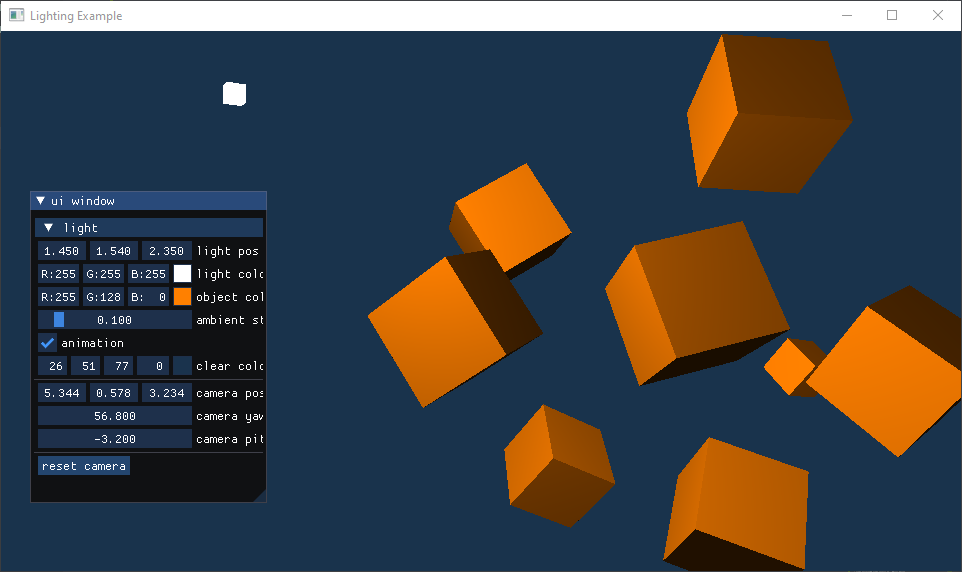 Lighting Example
ui window
light
1.450 1.540 2.350 light pos
R:255 G:255 B:255 light colo
R:255 G:128 B: 0 object col
0.100 ambient st
animation
26 51 77 0 clear colo
5.344 0.578 3.234 camera pos
56.800 camera yaw
-3.200 camera pit
reset camera